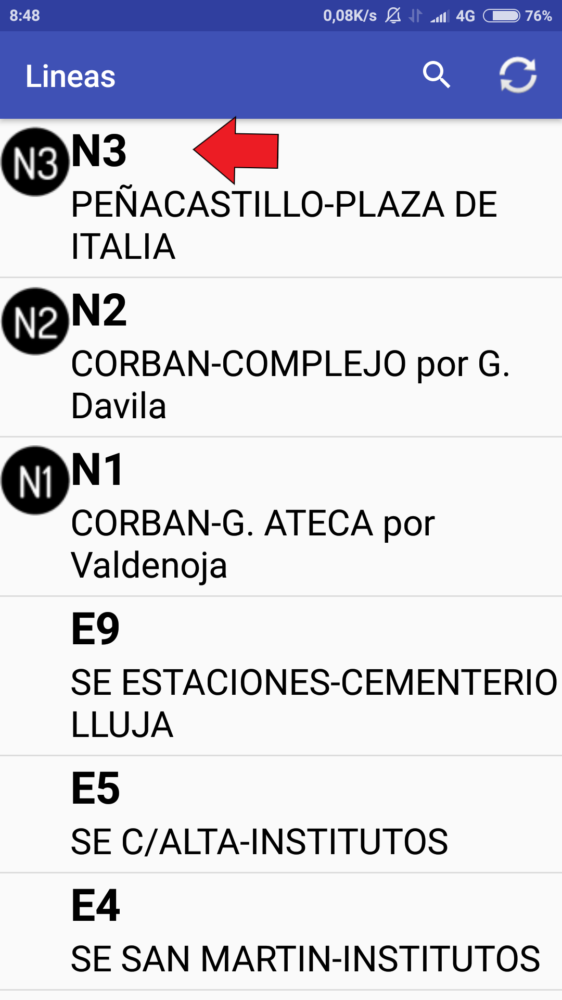 8:48 0,08K/s 4G 76%
Lineas
N3 N3
PEÑACASTILLO-PLAZA DE
ITALIA
N2 N2
CORBAN-COMPLEJO por G.
Davila
N1 N1
CORBAN-G. ATECA por
Valdenoja
E9
SE ESTACIONES-CEMENTERIO
LLUJA
E5
SE C/ALTA-INSTITUTOS
E4
SE SAN MARTIN-INSTITUTOS